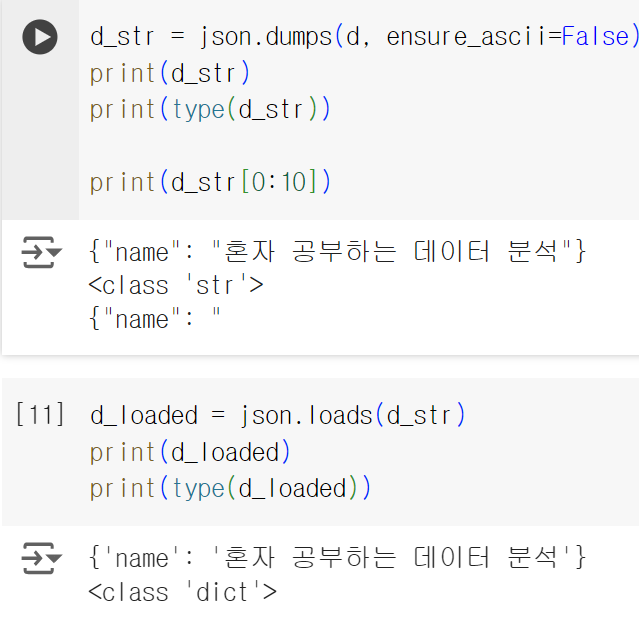 d_str = json.dumps(d, ensure_ascii=False)
print(d_str)
print(type(d_str))
print(d_str[0:10])
{"name": "혼자 공부하는 데이터 분석"}
<class 'str'>
{"name": "
[11] d_loaded = json.loads(d_str)
print(d_loaded)
print(type(d_loaded))
{'name': '혼자 공부하는 데이터 분석'}
<class 'dict'>